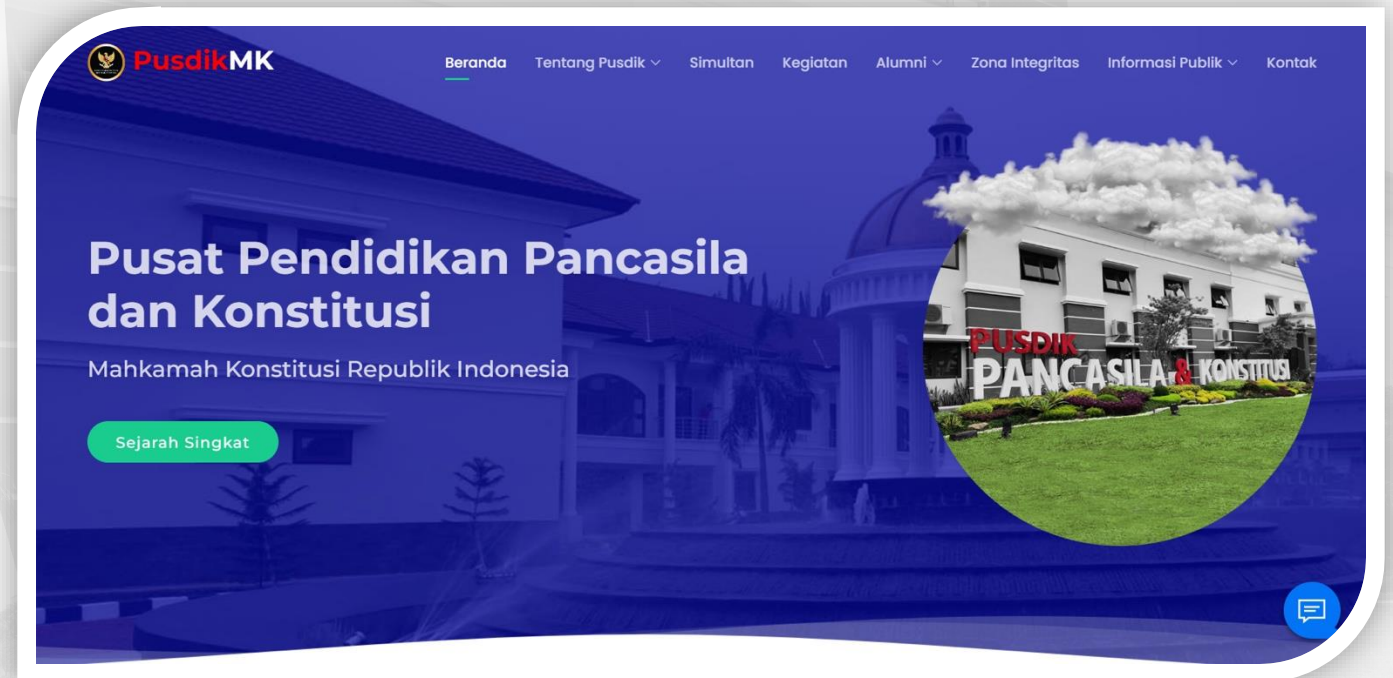 PusdikMK
Beranda
Tentang Pusdik
Simultan
Kegiatan
Alumni
Zona Integritas
Informasi Publik
Kontak
Pusat Pendidikan Pancasila
dan Konstitusi
Mahkamah Konstitusi Republik Indonesia
Sejarah Singkat
PUSDIK
PANCASILA & KONSTITUSI